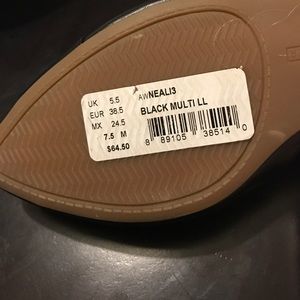 UK 5.5
EUR 38.5
MX 24.5
7.5 M
$64.50
AWNEALI3
BLACK MULTI LL
8 89105 38514 0